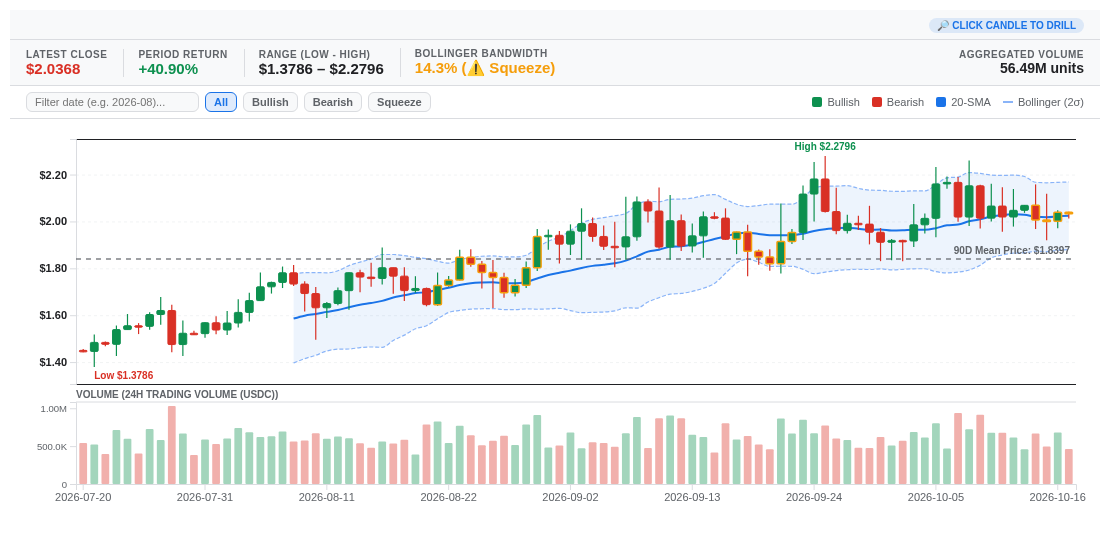 🔎 CLICK CANDLE TO DRILL
LATEST CLOSE
$2.0368
PERIOD RETURN
+40.90%
RANGE (LOW - HIGH)
$1.3786 – $2.2796
BOLLINGER BANDWIDTH
14.3% (⚠️ Squeeze)
AGGREGATED VOLUME
56.49M units
Filter date (e.g. 2026-08)...
All
Bullish
Bearish
Squeeze
Bullish
Bearish
20-SMA
Bollinger (2σ)
High $2.2796
$2.20
$2.00
90D Mean Price: $1.8397
$1.80
$1.60
$1.40
Low $1.3786
VOLUME (24H TRADING VOLUME (USDC))
1.00M
500.0K
0
2026-07-20
2026-07-31
2026-08-11
2026-08-22
2026-09-02
2026-09-13
2026-09-24
2026-10-05
2026-10-16